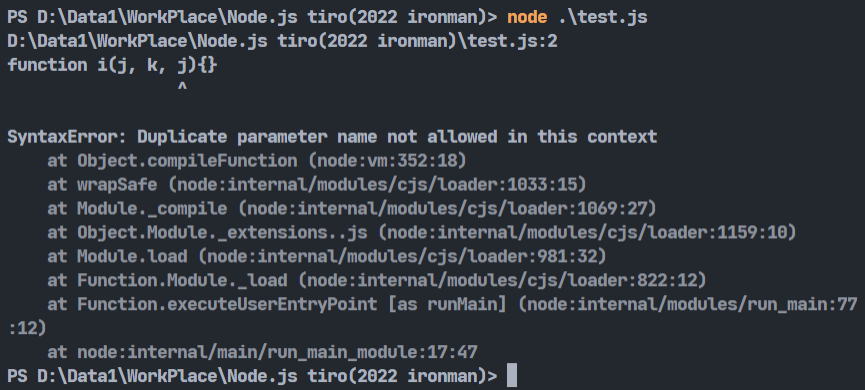 PS D:\Data1\WorkPlace\Node.js tiro(2022 ironman)> node .\test.js
D:\Data1\WorkPlace\Node.js tiro(2022 ironman)\test.js:2
function i(j, k, j){}
                 ^
SyntaxError: Duplicate parameter name not allowed in this context
    at Object.compileFunction (node:vm:352:18)
    at wrapSafe (node:internal/modules/cjs/loader:1033:15)
    at Module._compile (node:internal/modules/cjs/loader:1069:27)
    at Object.Module._extensions..js (node:internal/modules/cjs/loader:1159:10)
    at Module.load (node:internal/modules/cjs/loader:981:32)
    at Function.Module._load (node:internal/modules/cjs/loader:822:12)
    at Function.executeUserEntryPoint [as runMain] (node:internal/modules/run_main:77
:12)
    at node:internal/main/run_main_module:17:47
PS D:\Data1\WorkPlace\Node.js tiro(2022 ironman)>